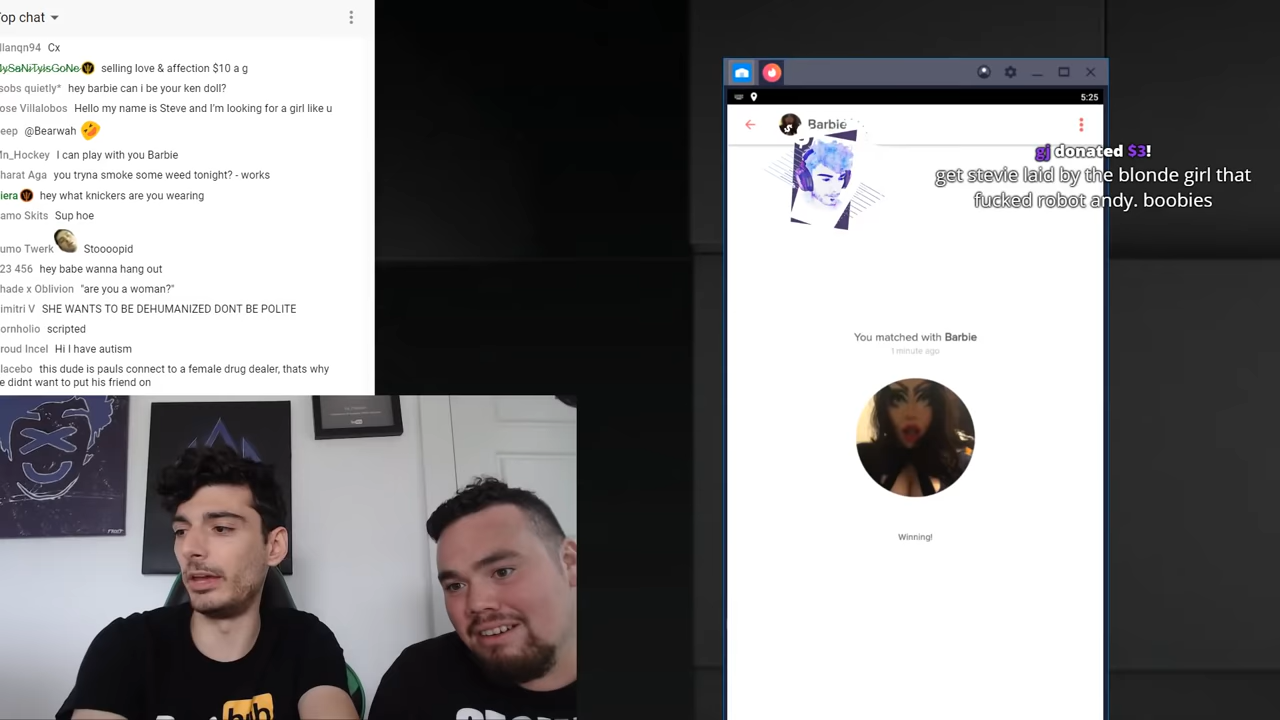 op chat
llanqn94 Cx
ySaNiTyisGoNe selling love & affection $10 a g
sobs quietly* hey barbie can i be your ken doll?
ose Villalobos Hello my name is Steve and I'm looking for a girl like u
eep @Bearwah
n_Hockey I can play with you Barbie
harat Aga you tryna smoke some weed tonight? - works
iera hey what knickers are you wearing
amo Skits Sup hoe
umo Twerk Stoooopid
23 456 hey babe wanna hang out
hade x Oblivion "are you a woman?"
imitri V SHE WANTS TO BE DEHUMANIZED DONT BE POLITE
ornholio scripted
roud Incel Hi I have autism
lacebo this dude is pauls connect to a female drug dealer, thats why
e didnt want to put his friend on
5:25
Barbie
gj donated $3!
get stevie laid by the blonde girl that
fucked robot andy. boobies
You matched with Barbie
1 minute ago
Winning!
hub